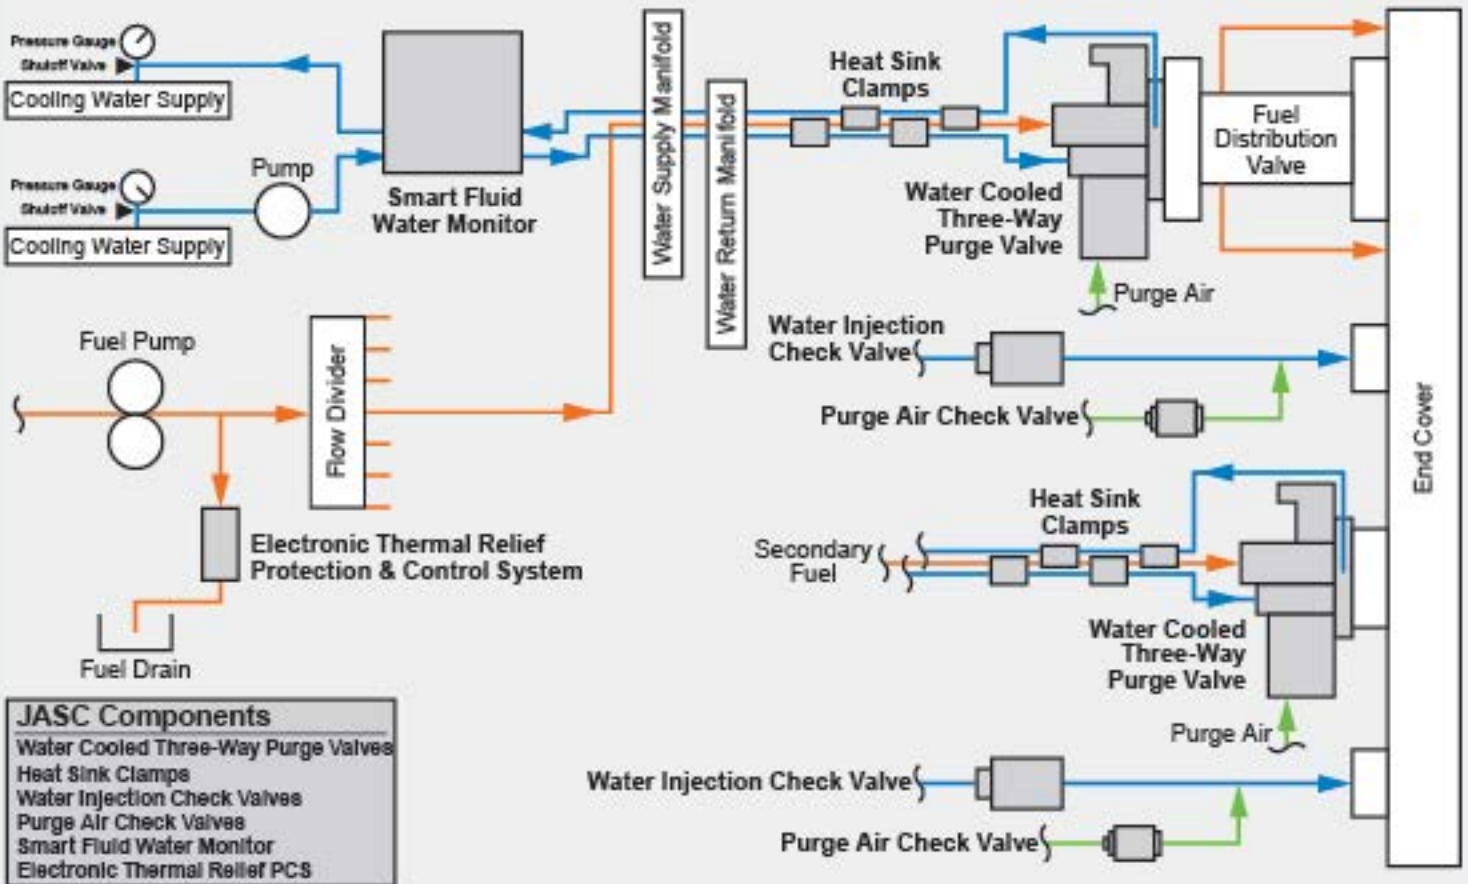 Pressure Gauge
Shutoff Valve
Cooling Water Supply
Pressure Gauge
Shutoff Valve
Cooling Water Supply
Pump
Smart Fluid
Water Monitor
Water Supply Manifold
Water Return Manifold
Heat Sink
Clamps
Water Cooled
Three-Way
Purge Valve
Fuel
Distribution
Valve
Purge Air
Water Injection
Check Valve
Purge Air Check Valve
End Cover
Fuel Pump
Flow Divider
Electronic Thermal Relief
Protection & Control System
Fuel Drain
Heat Sink
Clamps
Secondary
Fuel
Water Cooled
Three-Way
Purge Valve
Purge Air
Water Injection Check Valve
Purge Air Check Valve
JASC Components
Water Cooled Three-Way Purge Valves
Heat Sink Clamps
Water Injection Check Valves
Purge Air Check Valves
Smart Fluid Water Monitor
Electronic Thermal Relief PCS